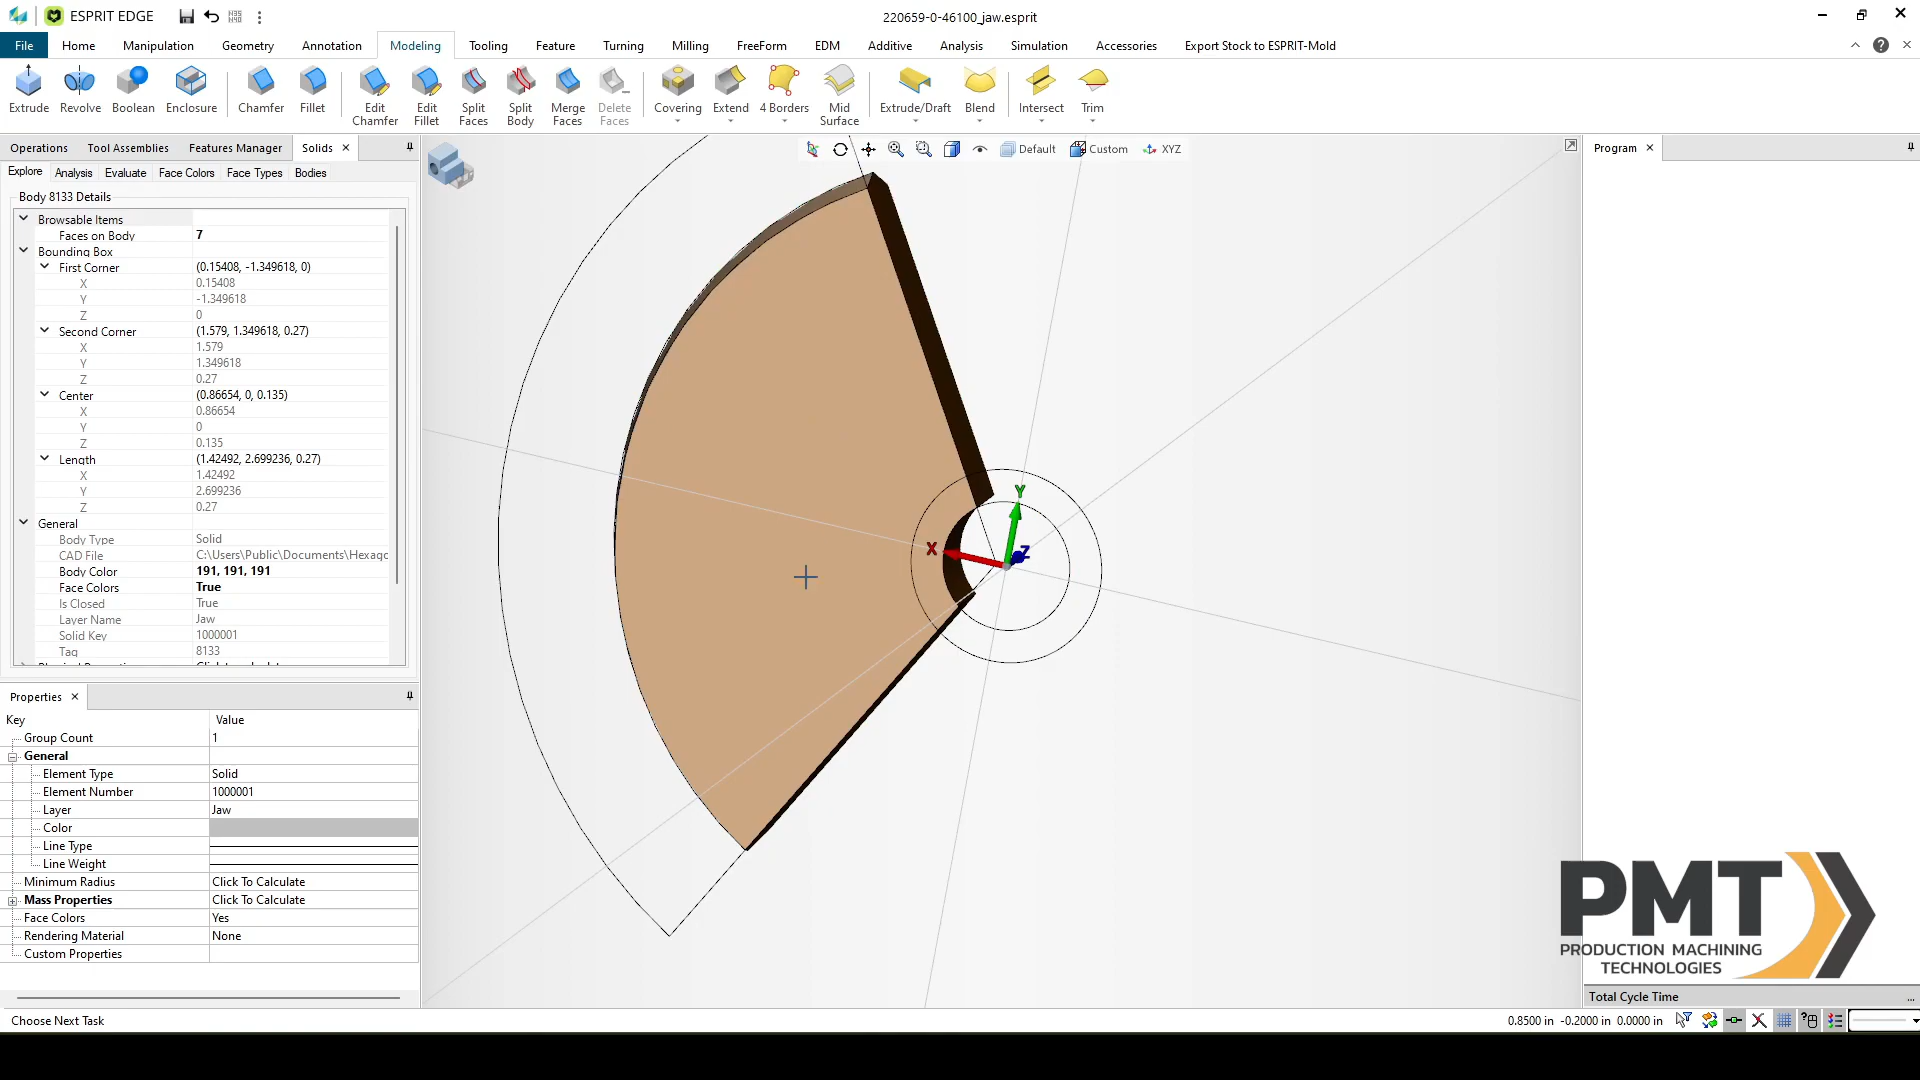 ESPRIT EDGE
220659-0-46100_jaw.esprit
File Home Manipulation Geometry Annotation Modeling Tooling Feature Turning Milling FreeForm EDM Additive Analysis Simulation Accessories Export Stock to ESPRIT-Mold
Extrude Revolve Boolean Enclosure Chamfer Fillet Edit Chamfer Edit Fillet Split Faces Split Body Merge Faces Delete Faces Covering Extend 4 Borders Mid Surface Extrude/Draft Blend Intersect Trim
Operations Tool Assemblies Features Manager Solids
Explore Analysis Evaluate Face Colors Face Types Bodies
Body 8133 Details
Browsable Items
Faces on Body 7
Bounding Box
First Corner (0.15408, -1.349618, 0)
X 0.15408
Y -1.349618
Z 0
Second Corner (1.579, 1.349618, 0.27)
X 1.579
Y 1.349618
Z 0.27
Center (0.86654, 0, 0.135)
X 0.86654
Y 0
Z 0.135
Length (1.42492, 2.699236, 0.27)
X 1.42492
Y 2.699236
Z 0.27
General
Body Type Solid
CAD File C:\Users\Public\Documents\Hexagc
Body Color 191, 191, 191
Face Colors True
Is Closed True
Layer Name Jaw
Solid Key 1000001
Tag 8133
Properties
Key Value
Group Count 1
General
Element Type Solid
Element Number 1000001
Layer Jaw
Color
Line Type
Line Weight
Minimum Radius Click To Calculate
Mass Properties Click To Calculate
Face Colors Yes
Rendering Material None
Custom Properties
Default Custom XYZ
Y
X
Z
Program
PMT
PRODUCTION MACHINING
TECHNOLOGIES
Total Cycle Time ...
Choose Next Task
0.8500 in -0.2000 in 0.0000 in